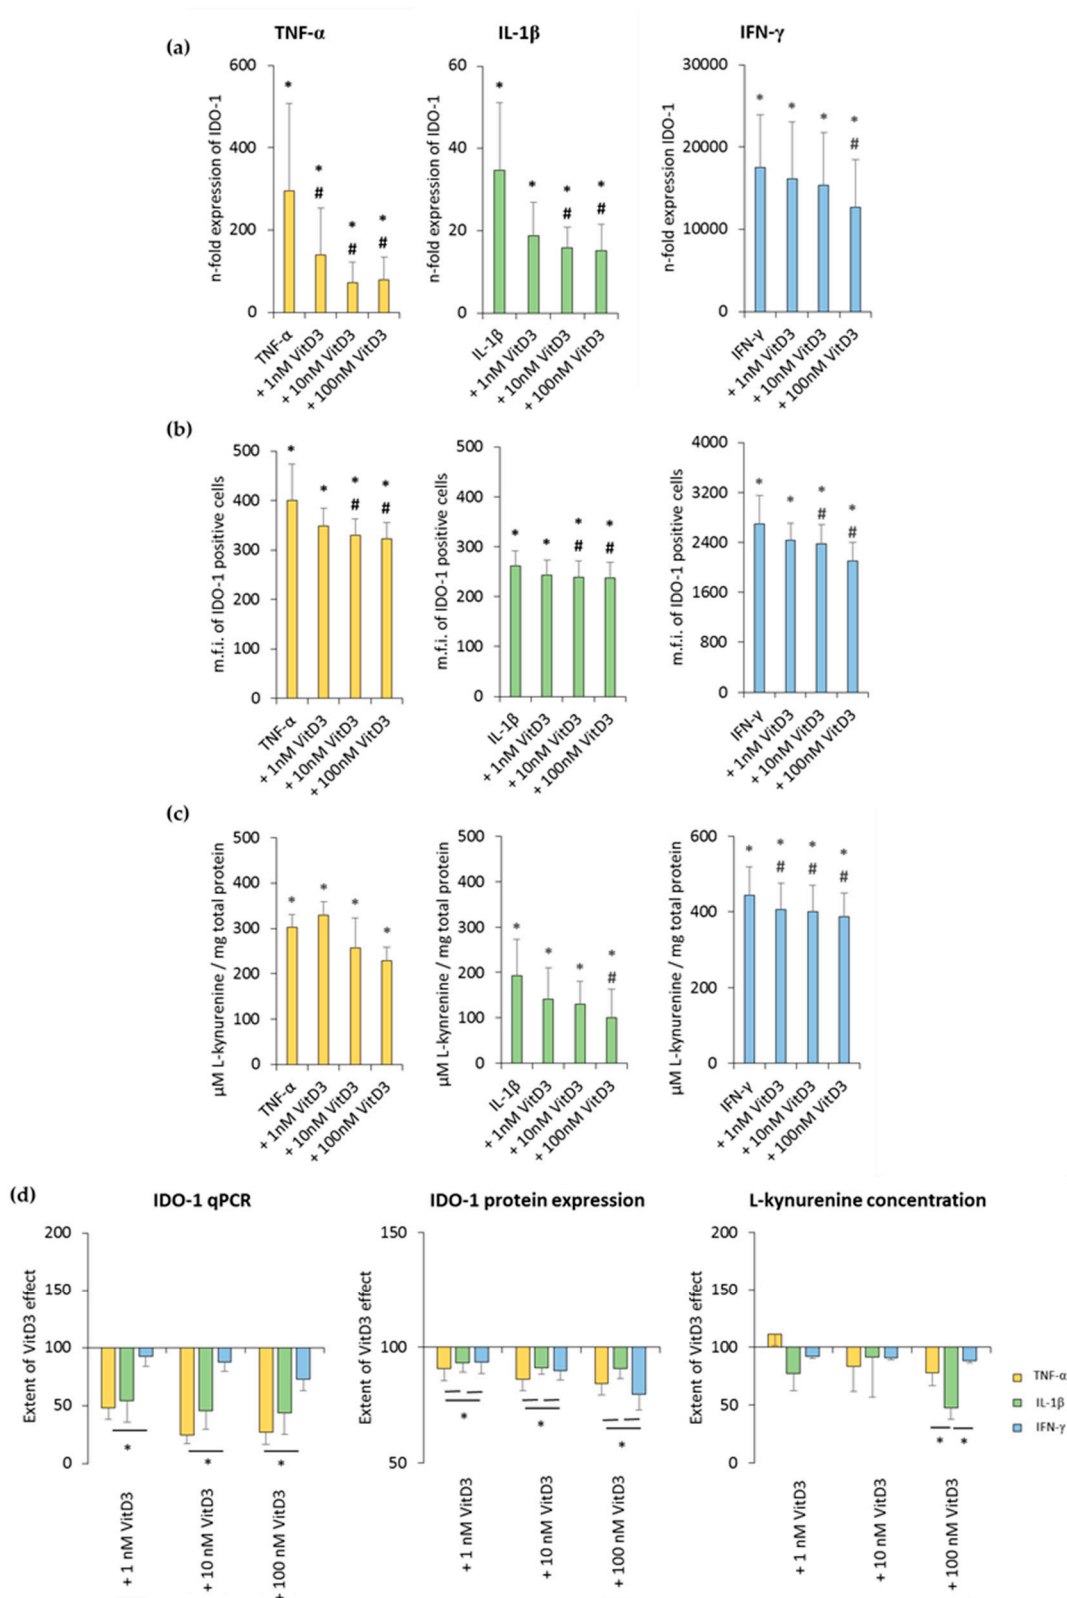 (a)
TNF-α
IL-1β
IFN-γ
n-fold expression of IDO-1
600
400
200
0
*
*
#
*
#
*
#
TNF-α
+ 1nM VitD3
+ 10nM VitD3
+ 100nM VitD3
n-fold expression of IDO-1
60
40
20
0
*
*
*
#
*
#
IL-1β
+ 1nM VitD3
+ 10nM VitD3
+ 100nM VitD3
n-fold expression IDO-1
30000
20000
10000
0
*
*
*
*
#
IFN-γ
+ 1nM VitD3
+ 10nM VitD3
+ 100nM VitD3
(b)
m.f.i. of IDO-1 positive cells
500
400
300
200
100
0
*
*
*
#
*
#
TNF-α
+ 1nM VitD3
+ 10nM VitD3
+ 100nM VitD3
m.f.i. of IDO-1 positive cells
500
400
300
200
100
0
*
*
*
#
*
#
IL-1β
+ 1nM VitD3
+ 10nM VitD3
+ 100nM VitD3
m.f.i. of IDO-1 positive cells
4000
3200
2400
1600
800
0
*
*
*
#
*
#
IFN-γ
+ 1nM VitD3
+ 10nM VitD3
+ 100nM VitD3
(c)
µM L-kynurenine / mg total protein
500
400
300
200
100
0
*
*
*
*
TNF-α
+ 1nM VitD3
+ 10nM VitD3
+ 100nM VitD3
µM L-kynrenine / mg total protein
500
400
300
200
100
0
*
*
*
*
#
IL-1β
+ 1nM VitD3
+ 10nM VitD3
+ 100nM VitD3
µM L-kynurenine / mg total protein
600
400
200
0
*
*
#
*
#
*
#
IFN-γ
+ 1nM VitD3
+ 10nM VitD3
+ 100nM VitD3
(d)
IDO-1 qPCR
Extent of VitD3 effect
200
150
100
50
0
*
*
*
+ 1 nM VitD3
+ 10 nM VitD3
+ 100 nM VitD3
IDO-1 protein expression
Extent of VitD3 effect
150
100
50
*
*
*
+ 1 nM VitD3
+ 10 nM VitD3
+ 100 nM VitD3
L-kynurenine concentration
Extent of VitD3 effect
200
150
100
50
0
*
*
+ 1 nM VitD3
+ 10 nM VitD3
+ 100 nM VitD3
TNF-α
IL-1β
IFN-γ